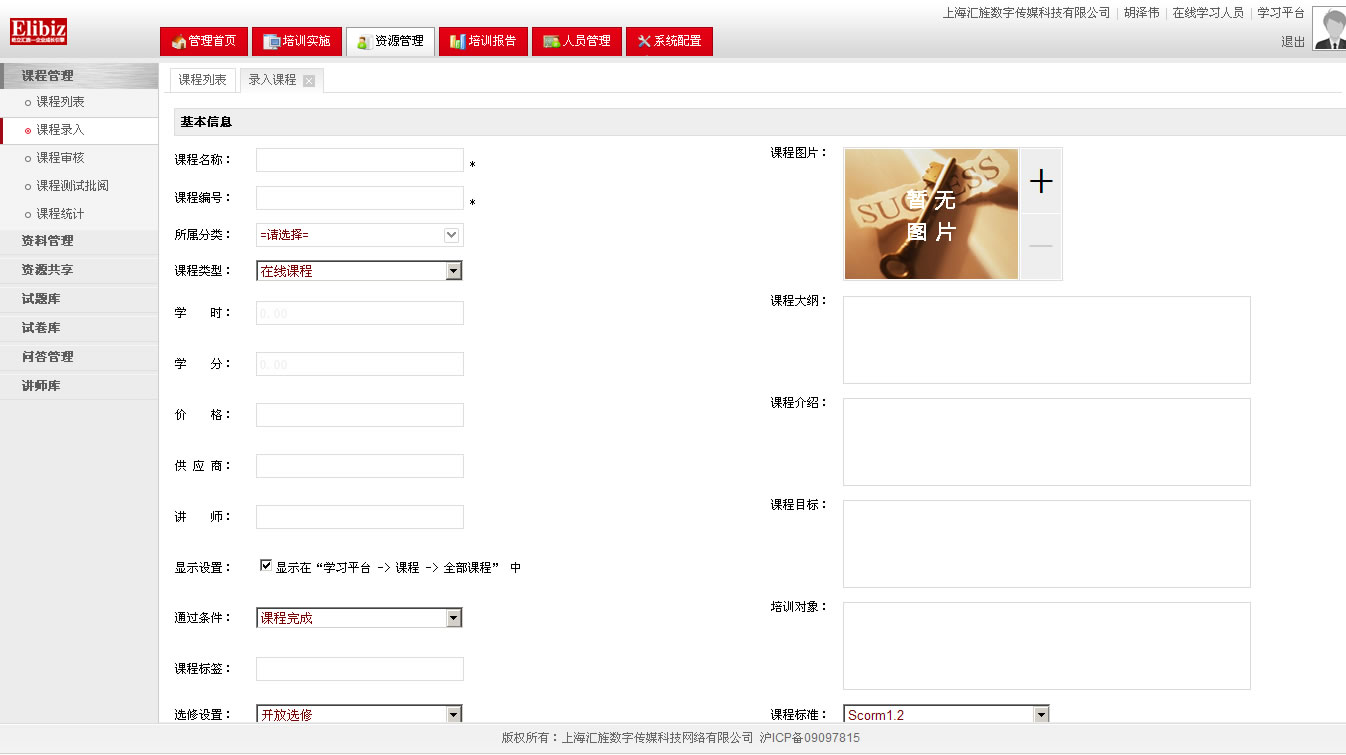 上海汇旌数字传媒科技有限公司 胡泽伟 在线学习人员 学习平台
退出
Elibiz
管理首页 培训实施 资源管理 培训报告 人员管理 系统配置
课程管理
课程列表
课程录入
课程审核
课程测试批阅
课程统计
资料管理
资源共享
试题库
试卷库
问答管理
讲师库
课程列表 录入课程
基本信息
课程名称： *
课程编号： *
所属分类： =请选择=
课程类型： 在线课程
学 时： 0.00
学 分： 0.00
价 格：
供 应 商：
讲 师：
显示设置： 显示在“学习平台 -> 课程 -> 全部课程” 中
通过条件： 课程完成
课程标签：
选修设置： 开放选修
课程图片：
SUCCESS
暂 无
图 片
课程大纲：
课程介绍：
课程目标：
培训对象：
课程标准： Scorm1.2
版权所有：上海汇旌数字传媒科技网络有限公司 沪ICP备09097815